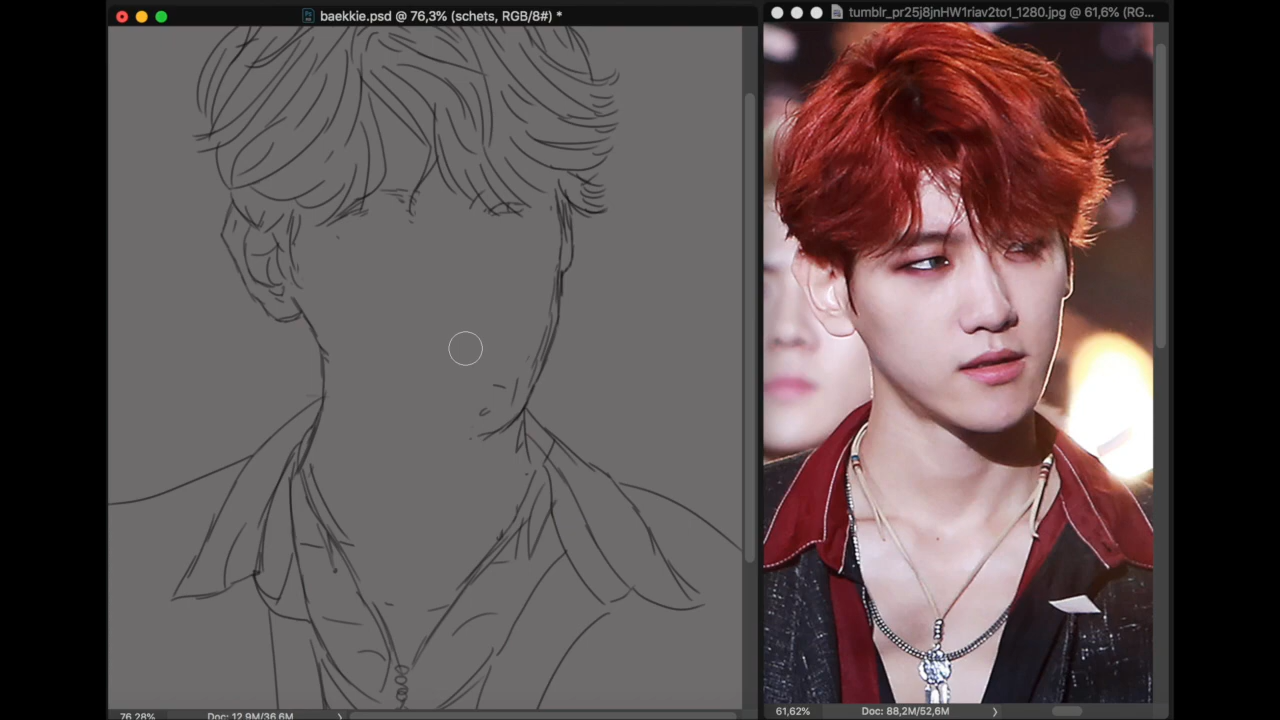 baekkie.psd @ 76,3% (schets, RGB/8#) *
tumblr_pr25j8jnHW1riav2to1_1280.jpg @ 61,6% (RG...
76,28%
Doc: 12,9M/36,6M
61,62%
Doc: 88,2M/52,6M